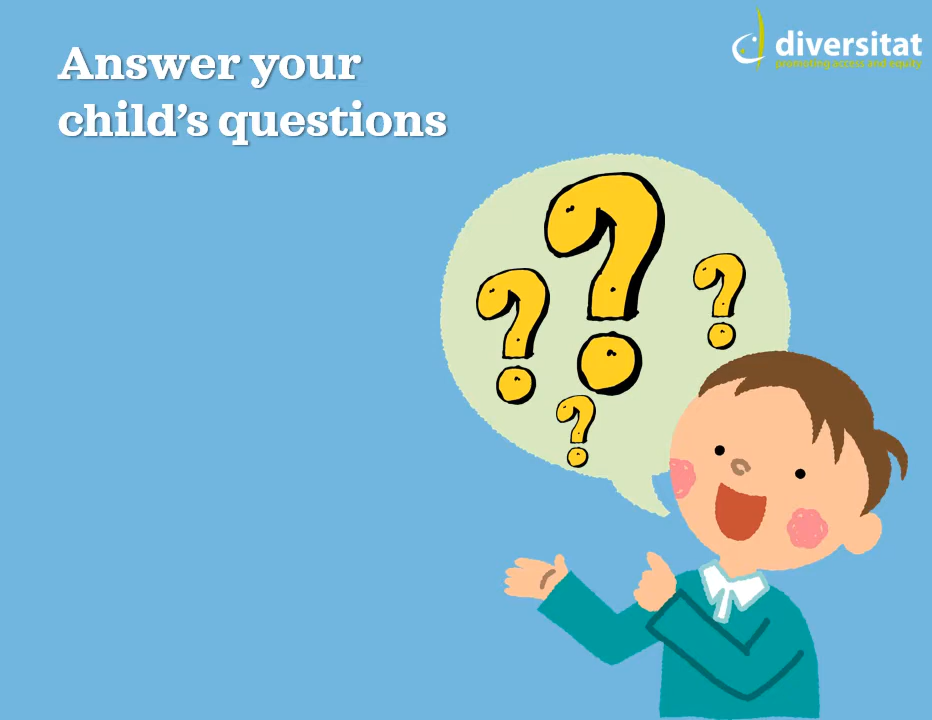 Answer your
child’s questions
diversitat
promoting access and equity
? ? ? ?